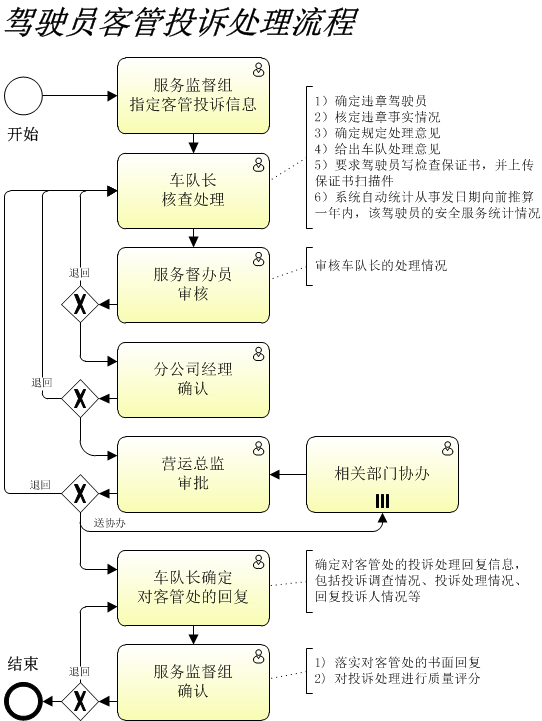 驾驶员客管投诉处理流程
开始
服务监督组
指定客管投诉信息
车队长
核查处理
1）确定违章驾驶员
2）核定违章事实情况
3）确定规定处理意见
4）给出车队处理意见
5）要求驾驶员写检查保证书，并上传
保证书扫描件
6）系统自动统计从事发日期向前推算
一年内，该驾驶员的安全服务统计情况
服务督办员
审核
审核车队长的处理情况
退回
分公司经理
确认
退回
营运总监
审批
相关部门协办
退回
送协办
车队长确定
对客管处的回复
确定对客管处的投诉处理回复信息，
包括投诉调查情况、投诉处理情况、
回复投诉人情况等
服务监督组
确认
1）落实对客管处的书面回复
2）对投诉处理进行质量评分
退回
结束